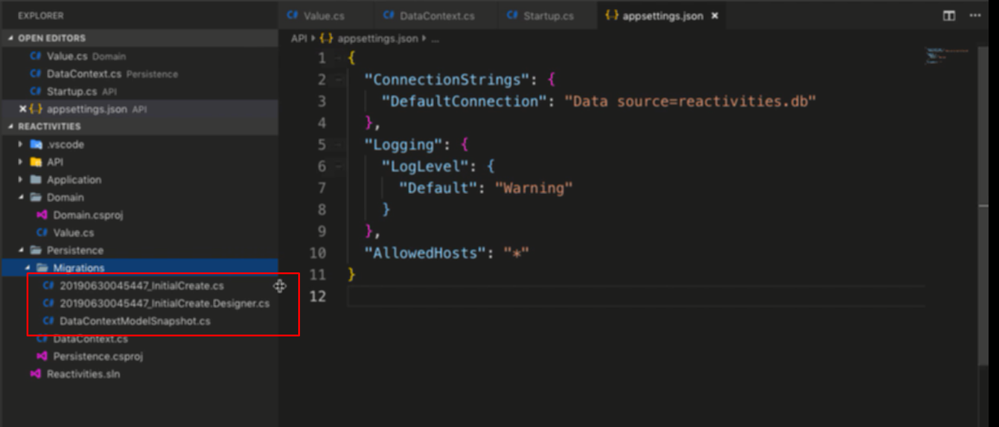 EXPLORER
OPEN EDITORS
C# Value.cs Domain
C# DataContext.cs Persistence
C# Startup.cs API
× {..} appsettings.json API
REACTIVITIES
.vscode
API
Application
Domain
Domain.csproj
C# Value.cs
Persistence
Migrations
C# 20190630045447_InitialCreate.cs
C# 20190630045447_InitialCreate.Designer.cs
C# DataContextModelSnapshot.cs
C# DataContext.cs
Persistence.csproj
Reactivities.sln
C# Value.cs C# DataContext.cs C# Startup.cs {..} appsettings.json × ...
API {..} appsettings.json ...
1 {
2 "ConnectionStrings": {
3 "DefaultConnection": "Data source=reactivities.db"
4 },
5 "Logging": {
6 "LogLevel": {
7 "Default": "Warning"
8 }
9 },
10 "AllowedHosts": "*"
11 }
12